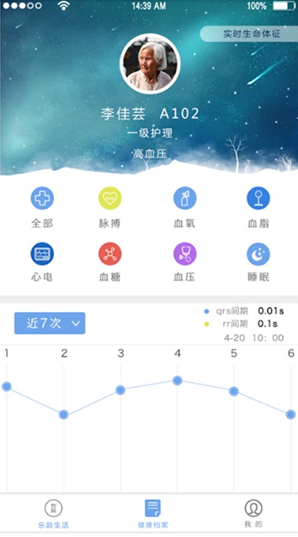 14:39 AM
100%
实时生命体征
李佳芸 A102
一级护理
高血压
全部 脉搏 血氧 血脂
心电 血糖 血压 睡眠
近7次
qrs间期 0.01s
rr间期 0.1s
4-20 10：00
1 2 3 4 5 6
乐龄生活 健康档案 我 的